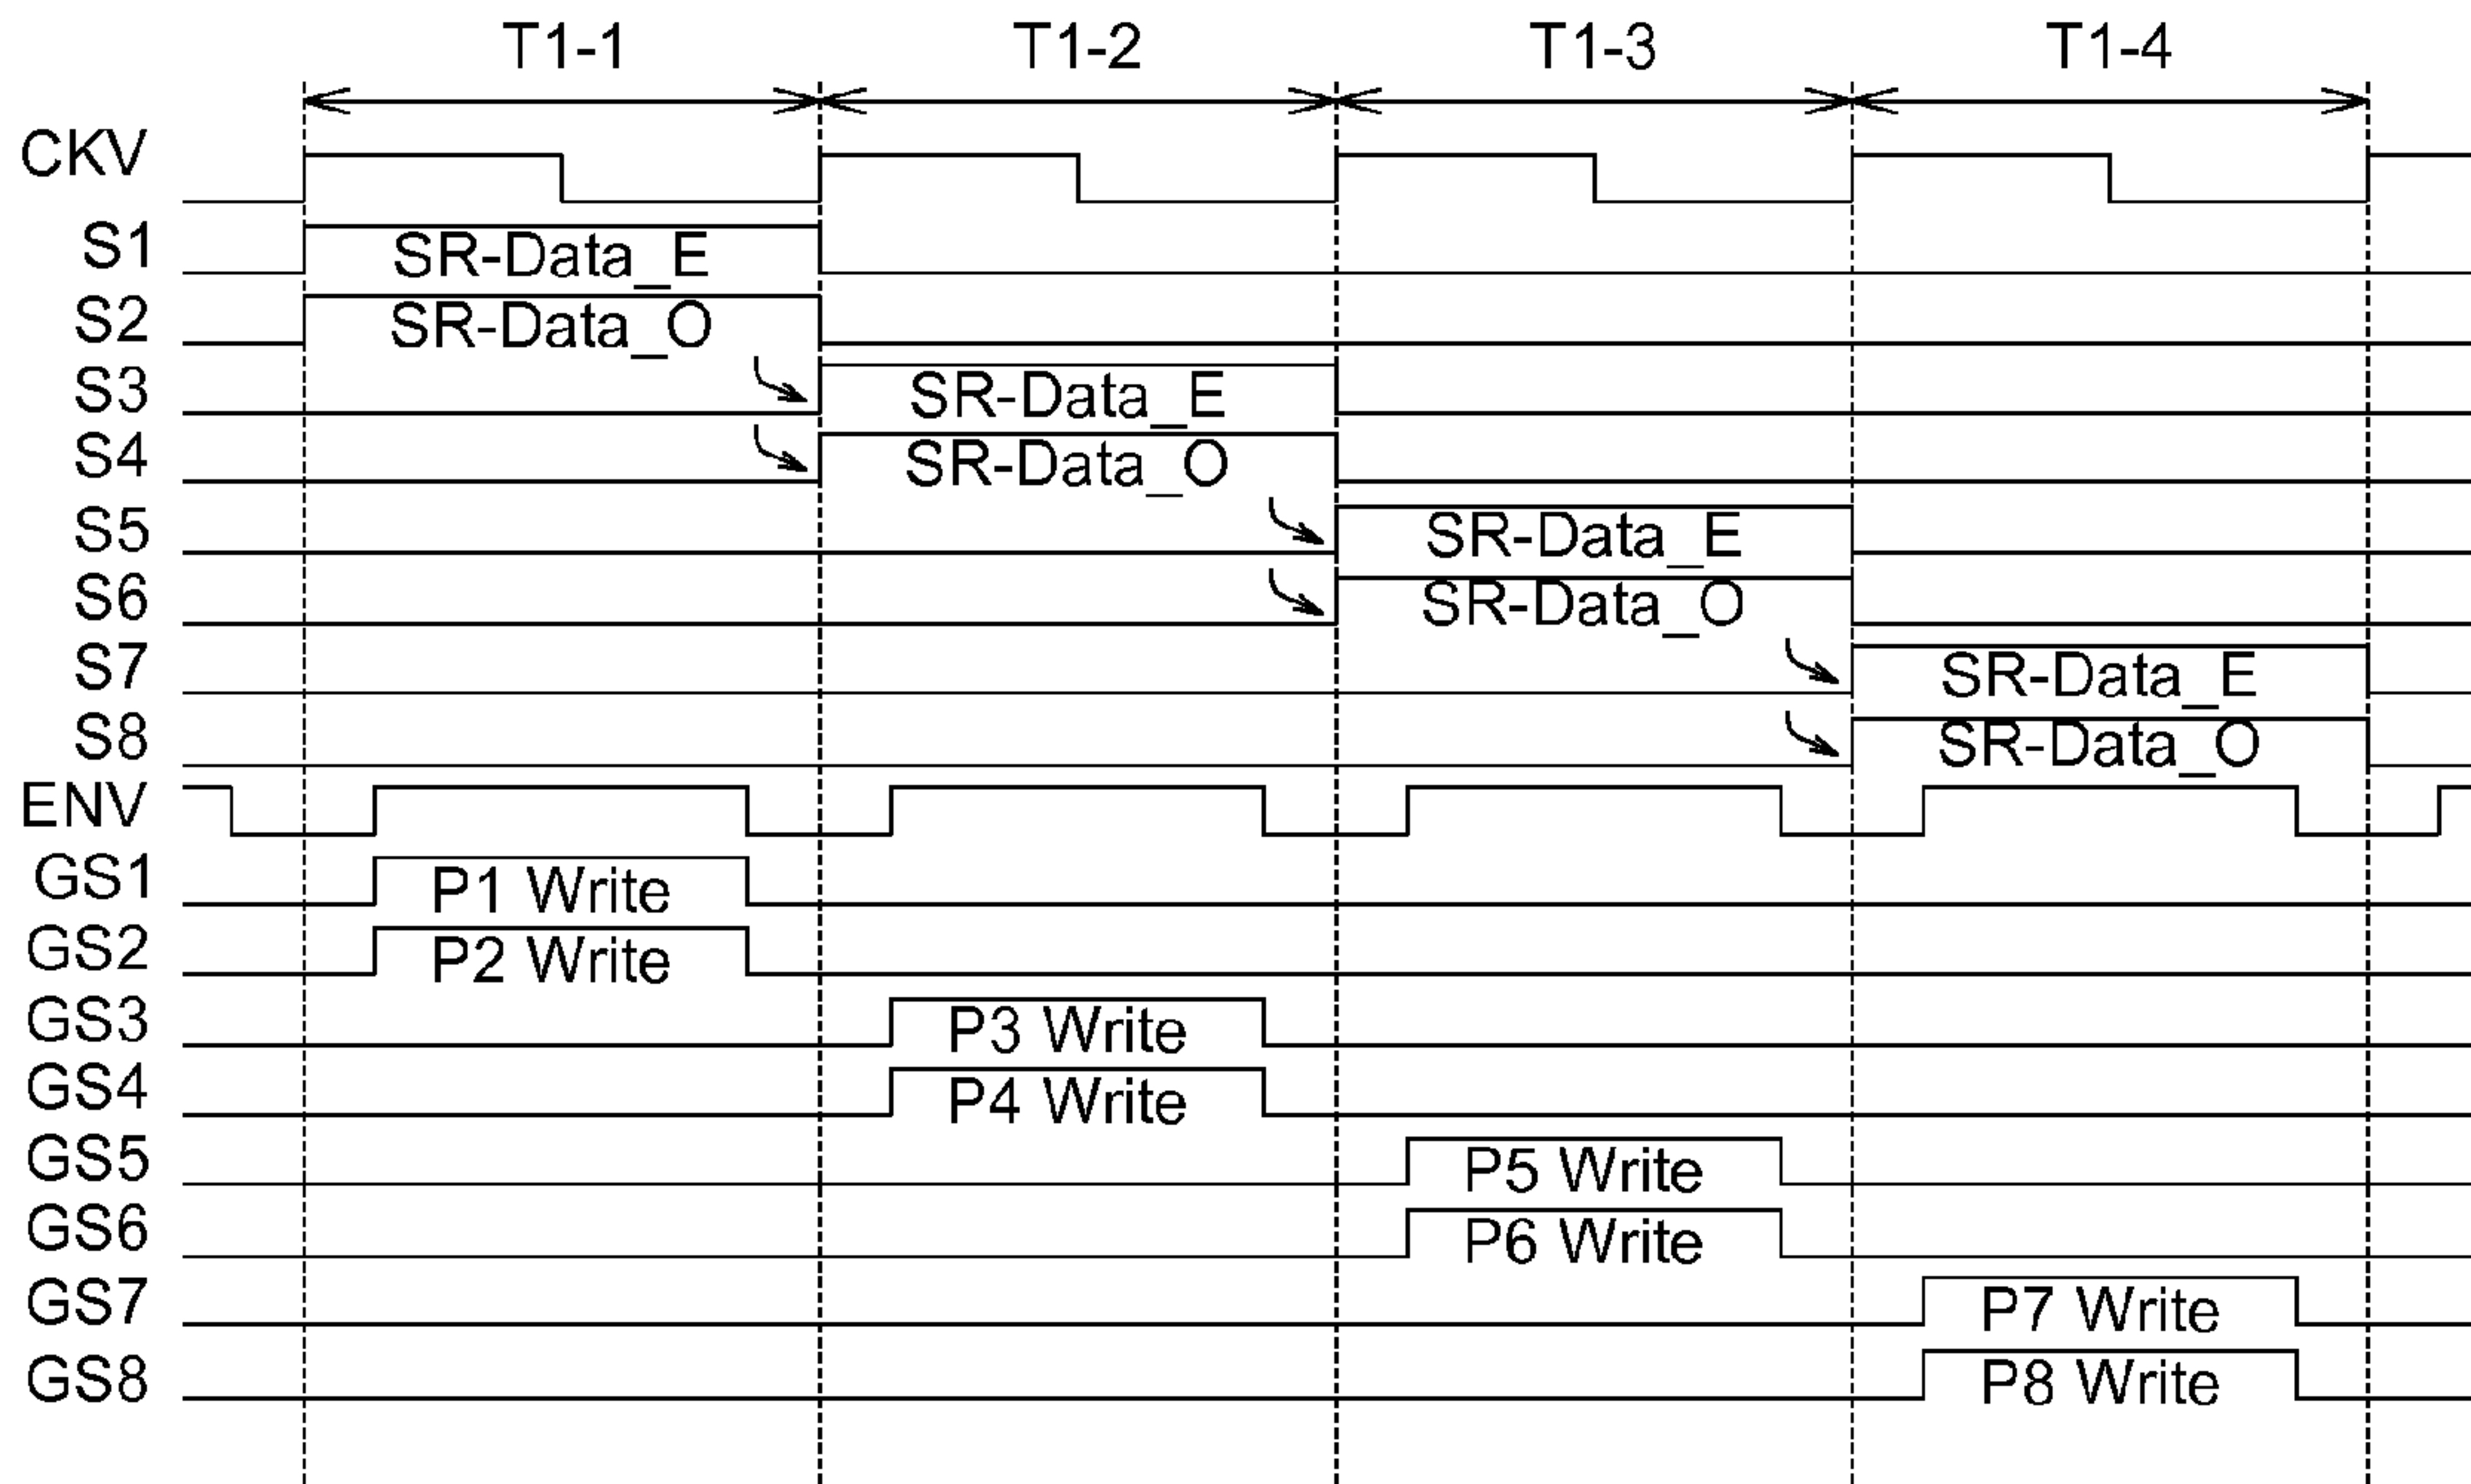 T1-1 T1-2 T1-3 T1-4
CKV
S1 SR-Data_E
S2 SR-Data_O
S3 SR-Data_E
S4 SR-Data_O
S5 SR-Data_E
S6 SR-Data_O
S7 SR-Data_E
S8 SR-Data_O
ENV
GS1 P1 Write
GS2 P2 Write
GS3 P3 Write
GS4 P4 Write
GS5 P5 Write
GS6 P6 Write
GS7 P7 Write
GS8 P8 Write